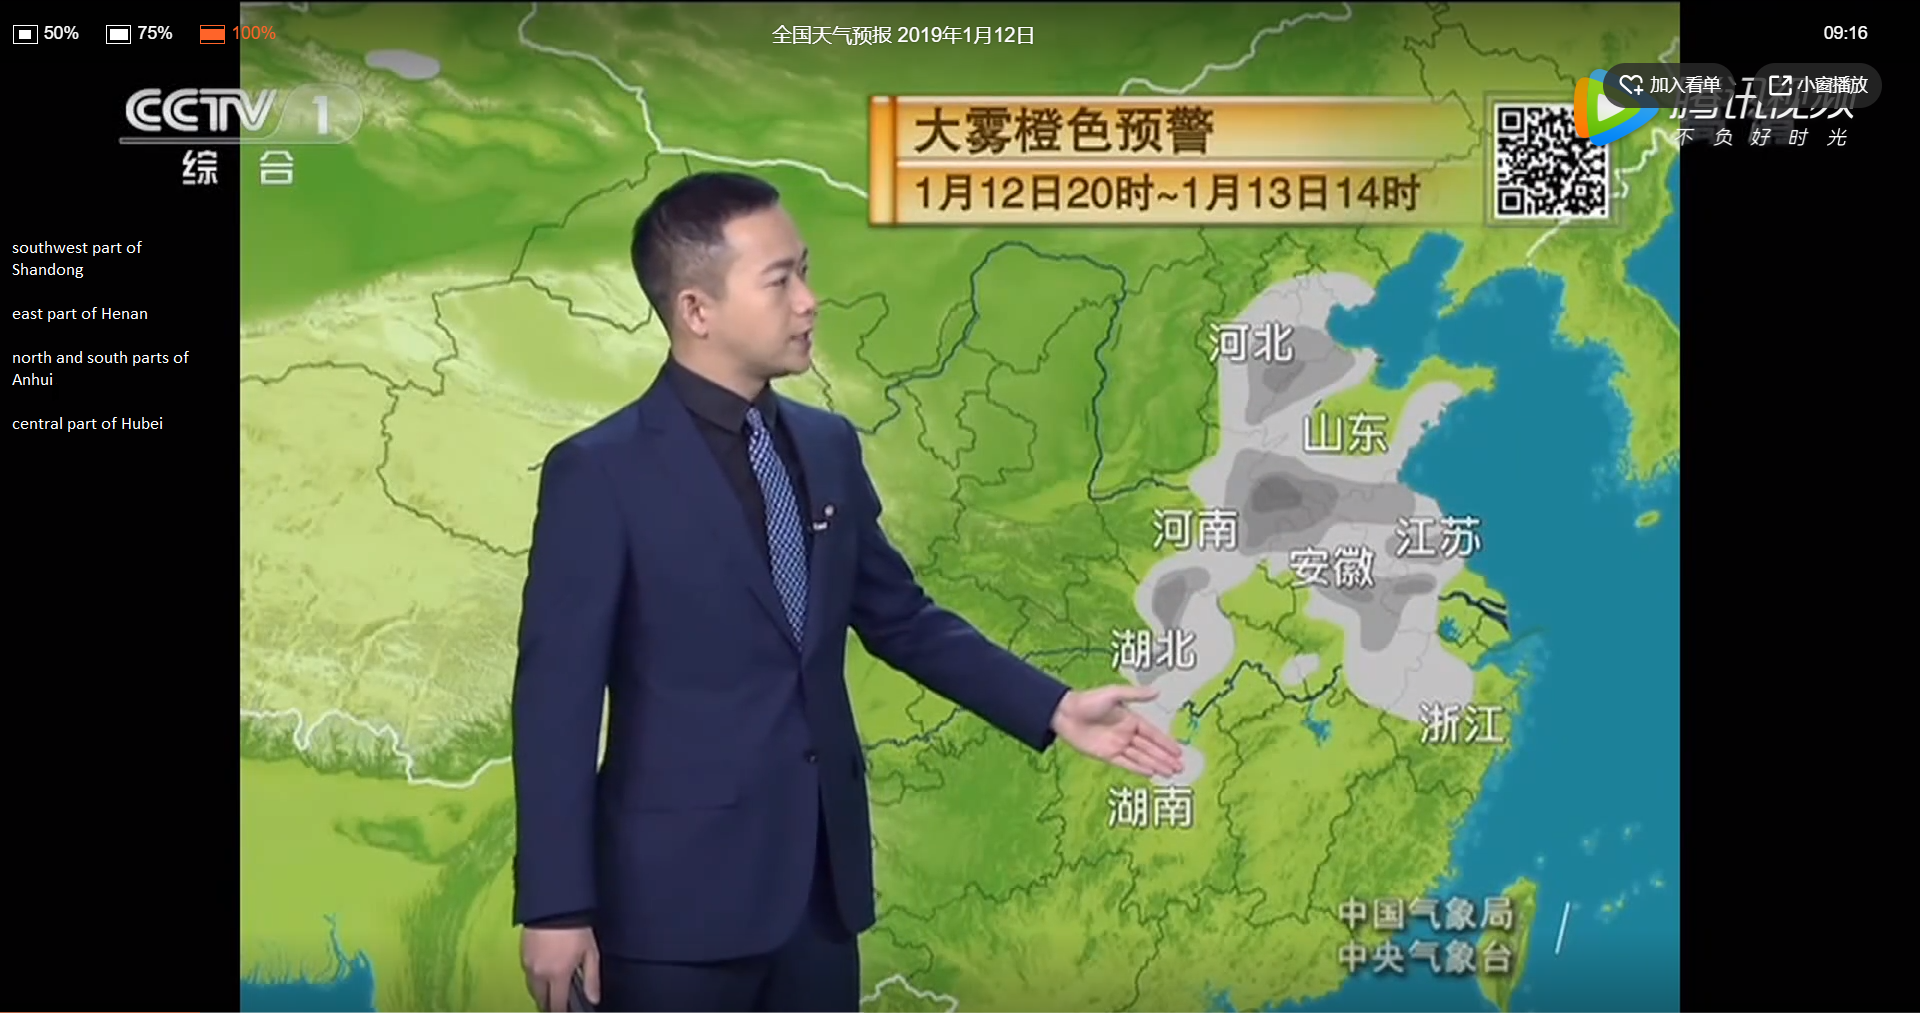 50% 75% 100%
全国天气预报 2019年1月12日
09:16
加入看单
小窗播放
CCTV 1
综合
腾讯视频
不负好时光
大雾橙色预警
1月12日20时~1月13日14时
southwest part of
Shandong
east part of Henan
north and south parts of
Anhui
central part of Hubei
河北
山东
河南
江苏
安徽
湖北
浙江
湖南
中国气象局
中央气象台